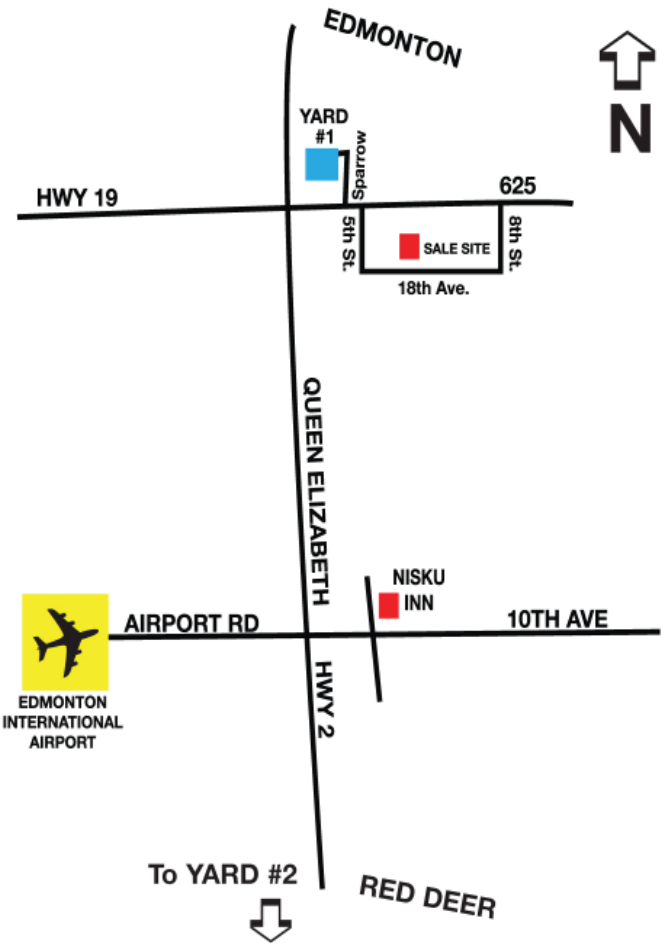 EDMONTON
N
YARD
#1
Sparrow
HWY 19
625
5th St.
SALE SITE
8th St.
18th Ave.
QUEEN ELIZABETH
NISKU
INN
AIRPORT RD
10TH AVE
HWY 2
EDMONTON
INTERNATIONAL
AIRPORT
To YARD #2
RED DEER